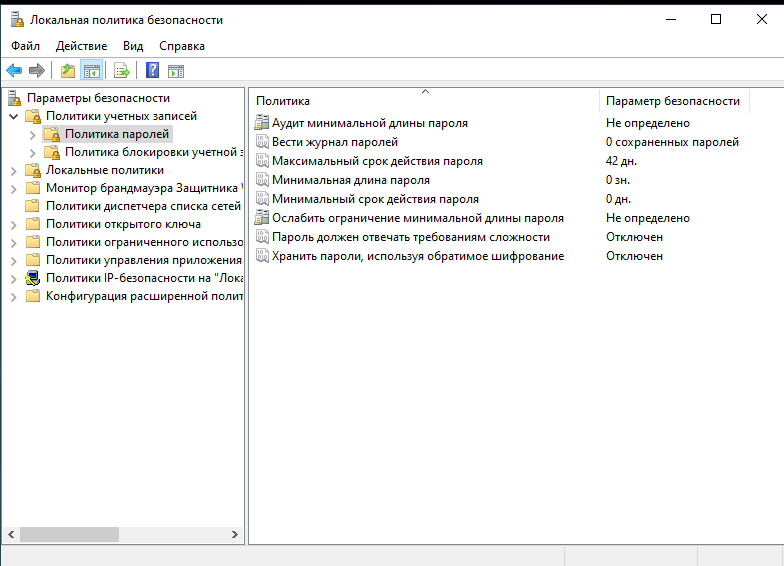 Локальная политика безопасности
Файл Действие Вид Справка
Параметры безопасности
Политики учетных записей
Политика паролей
Политика блокировки учетной з
Локальные политики
Монитор брандмауэра Защитника
Политики диспетчера списка сетей
Политики открытого ключа
Политики ограниченного использо
Политики управления приложения
Политики IP-безопасности на "Лока
Конфигурация расширенной полит
Политика Параметр безопасности
Аудит минимальной длины пароля Не определено
Вести журнал паролей 0 сохраненных паролей
Максимальный срок действия пароля 42 дн.
Минимальная длина пароля 0 зн.
Минимальный срок действия пароля 0 дн.
Ослабить ограничение минимальной длины пароля Не определено
Пароль должен отвечать требованиям сложности Отключен
Хранить пароли, используя обратимое шифрование Отключен